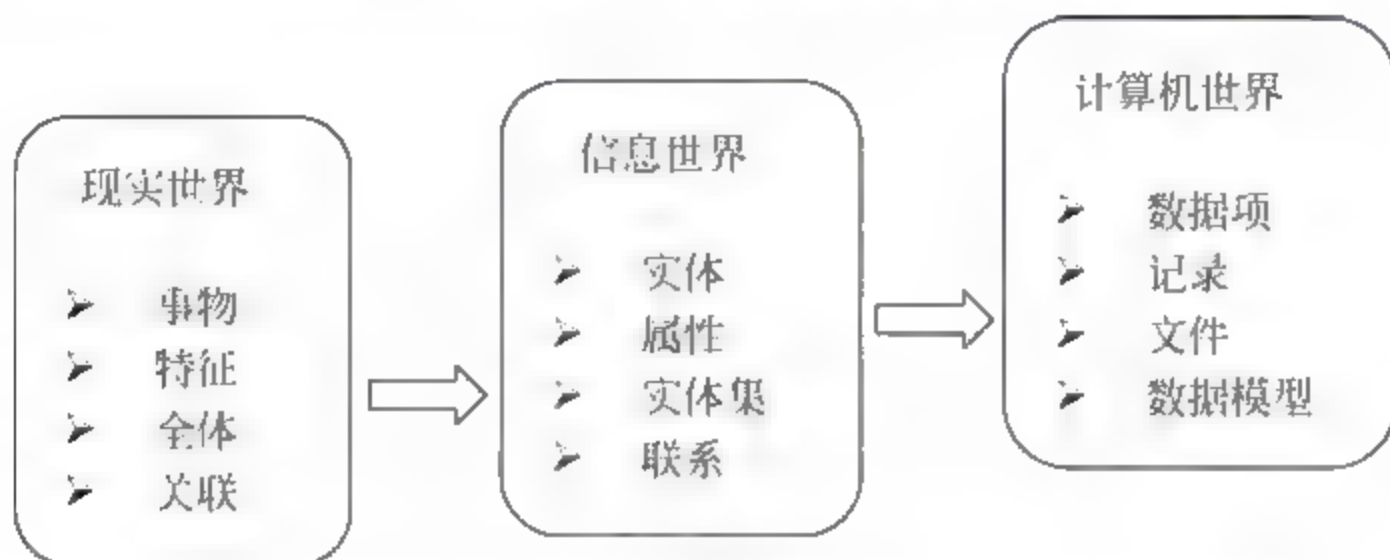 现实世界
事物
特征
全体
关联
信息世界
实体
属性
实体集
联系
计算机世界
数据项
记录
文件
数据模型